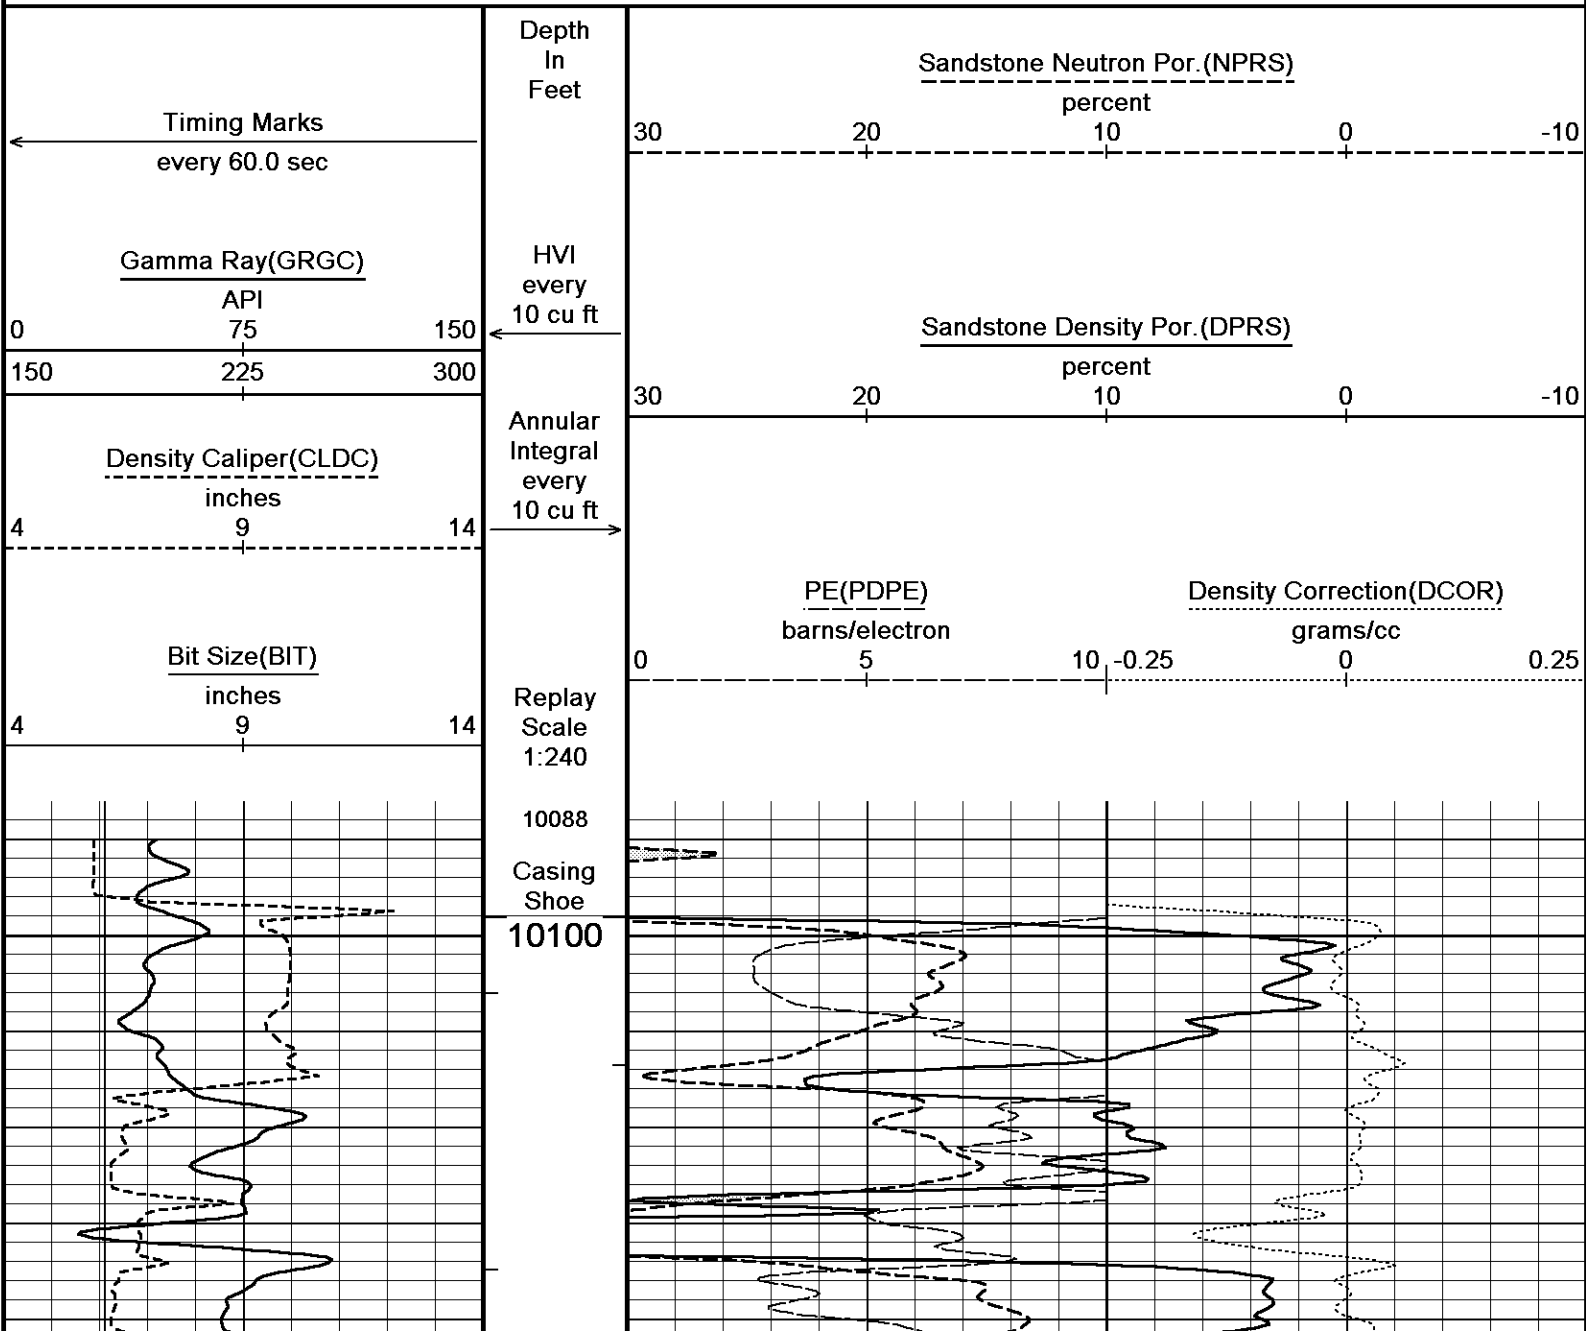 Timing Marks
every 60.0 sec
Gamma Ray(GRGC)
API
0 75 150
150 225 300
Density Caliper(CLDC)
inches
4 9 14
Bit Size(BIT)
inches
4 9 14
Depth
In
Feet
HVI
every
10 cu ft
Annular
Integral
every
10 cu ft
Replay
Scale
1:240
10088
Casing
Shoe
10100
Sandstone Neutron Por.(NPRS)
percent
30 20 10 0 -10
Sandstone Density Por.(DPRS)
percent
30 20 10 0 -10
PE(PDPE)
barns/electron
0 5 10
Density Correction(DCOR)
grams/cc
-0.25 0 0.25